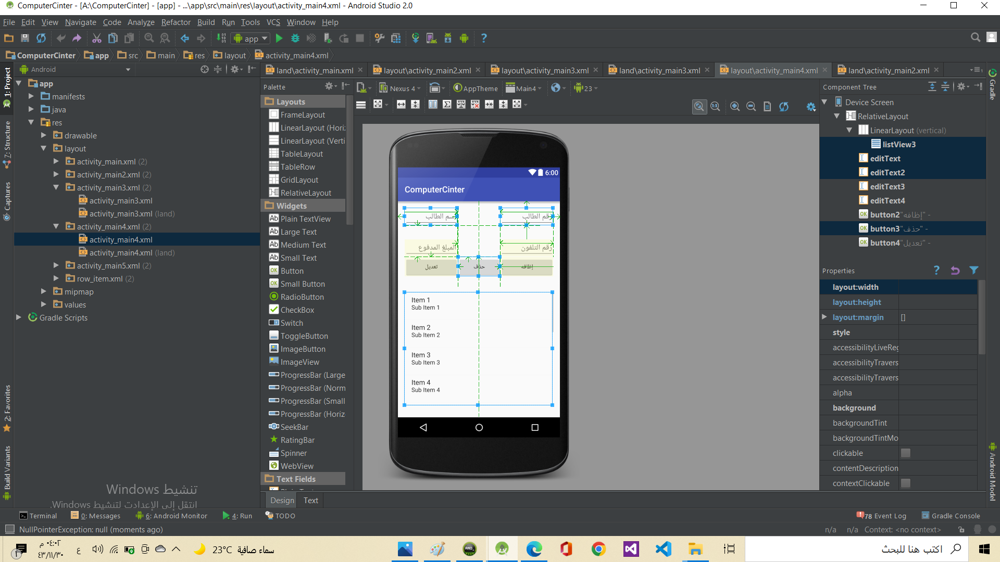 ComputerCinter - [A:\ComputerCinter] - [app] - ...\app\src\main\res\layout\activity_main4.xml - Android Studio 2.0
File Edit View Navigate Code Analyze Refactor Build Run Tools VCS Window Help
app
ComputerCinter app src main res layout activity_main4.xml
1: Project
7: Structure
Captures
2: Favorites
Build Variants
Android
app
manifests
java
res
drawable
layout
activity_main.xml (2)
activity_main2.xml (2)
activity_main3.xml (2)
activity_main3.xml
activity_main3.xml (land)
activity_main4.xml (2)
activity_main4.xml
activity_main4.xml (land)
activity_main5.xml (2)
row_item.xml (2)
mipmap
values
Gradle Scripts
تنشيط Windows
انتقل إلى الإعدادت لتنشيط Windows.
land\activity_main.xml layout\activity_main2.xml layout\activity_main3.xml land\activity_main3.xml layout\activity_main4.xml land\activity_main2.xml
Palette
Layouts
FrameLayout
LinearLayout (Hori
LinearLayout (Verti
TableLayout
TableRow
GridLayout
RelativeLayout
Widgets
Plain TextView
Large Text
Medium Text
Small Text
Button
Small Button
RadioButton
CheckBox
Switch
ToggleButton
ImageButton
ImageView
ProgressBar (Large
ProgressBar (Norm
ProgressBar (Small
ProgressBar (Horiz
SeekBar
RatingBar
Spinner
WebView
Text Fields
Nexus 4 AppTheme Main4 23
6:00
ComputerCinter
رقم الطالب
إسم الطالب
رقم التلفون
المبلغ المدفوع
إظافه
حذف
تعديل
Item 1
Sub Item 1
Item 2
Sub Item 2
Item 3
Sub Item 3
Item 4
Sub Item 4
Design Text
Component Tree
Device Screen
RelativeLayout
LinearLayout (vertical)
listView3
editText
editText2
editText3
editText4
button2 "إظافه" -
button3 "حذف" -
button4 "تعديل" -
Properties
layout:width
layout:height
layout:margin []
style
accessibilityLiveReg
accessibilityTravers
accessibilityTravers
alpha
background
backgroundTint
backgroundTintMo
clickable
contentDescription
contextClickable
Gradle
Android Model
Terminal 0: Messages 6: Android Monitor 4: Run TODO
78 Event Log Gradle Console
NullPointerException: null (moments ago)
n/a n/a Context: <no context>
٠٤:٠٢ م
٤٣/١١/٣٠
1
ع
23°C سماء صافية
اكتب هنا للبحث